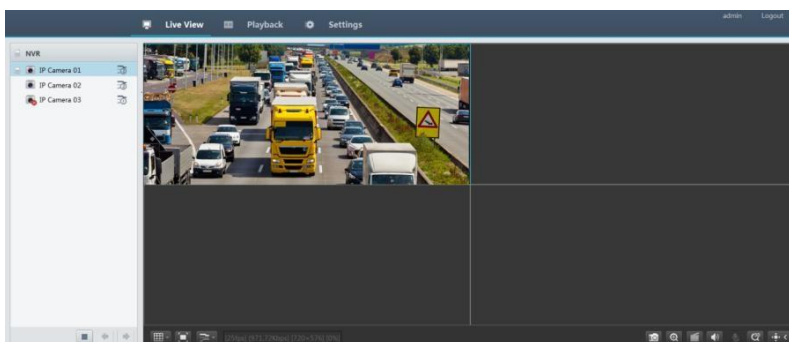 admin Logout
Live View Playback Settings
NVR
IP Camera 01
IP Camera 02
IP Camera 03